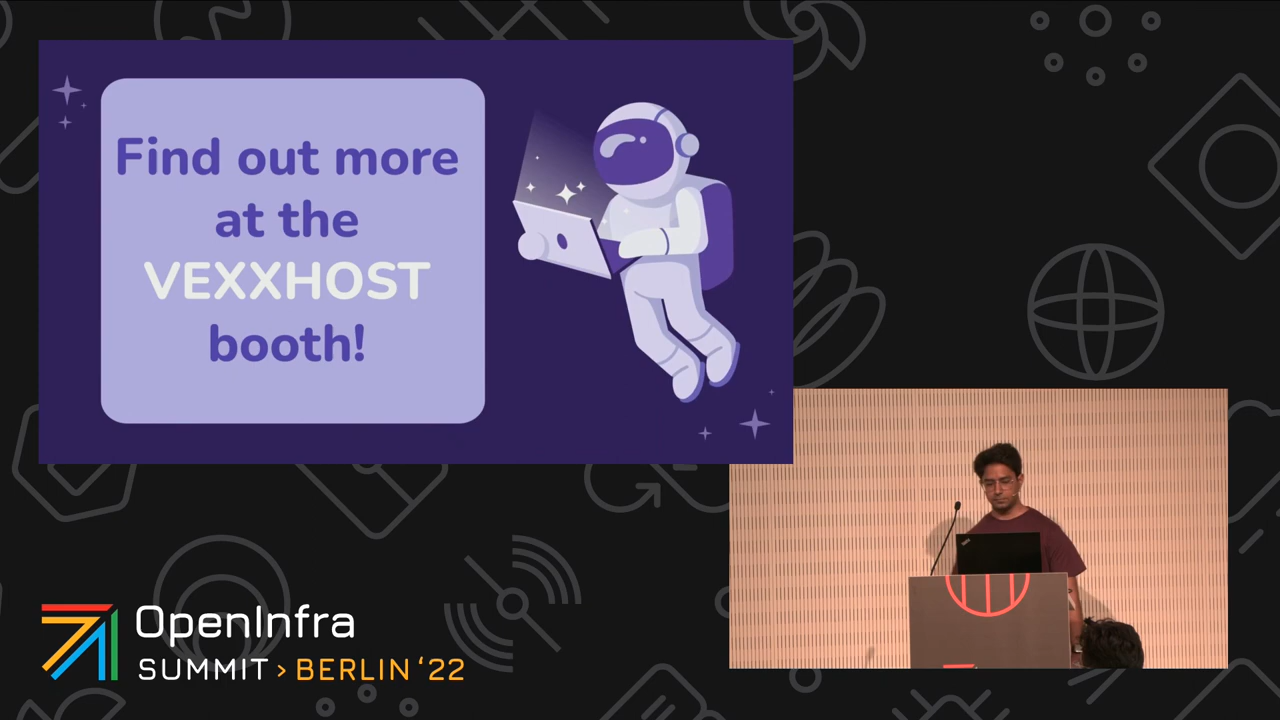 Find out more
at the
VEXXHOST
booth!
OpenInfra
SUMMIT > BERLIN ‘22